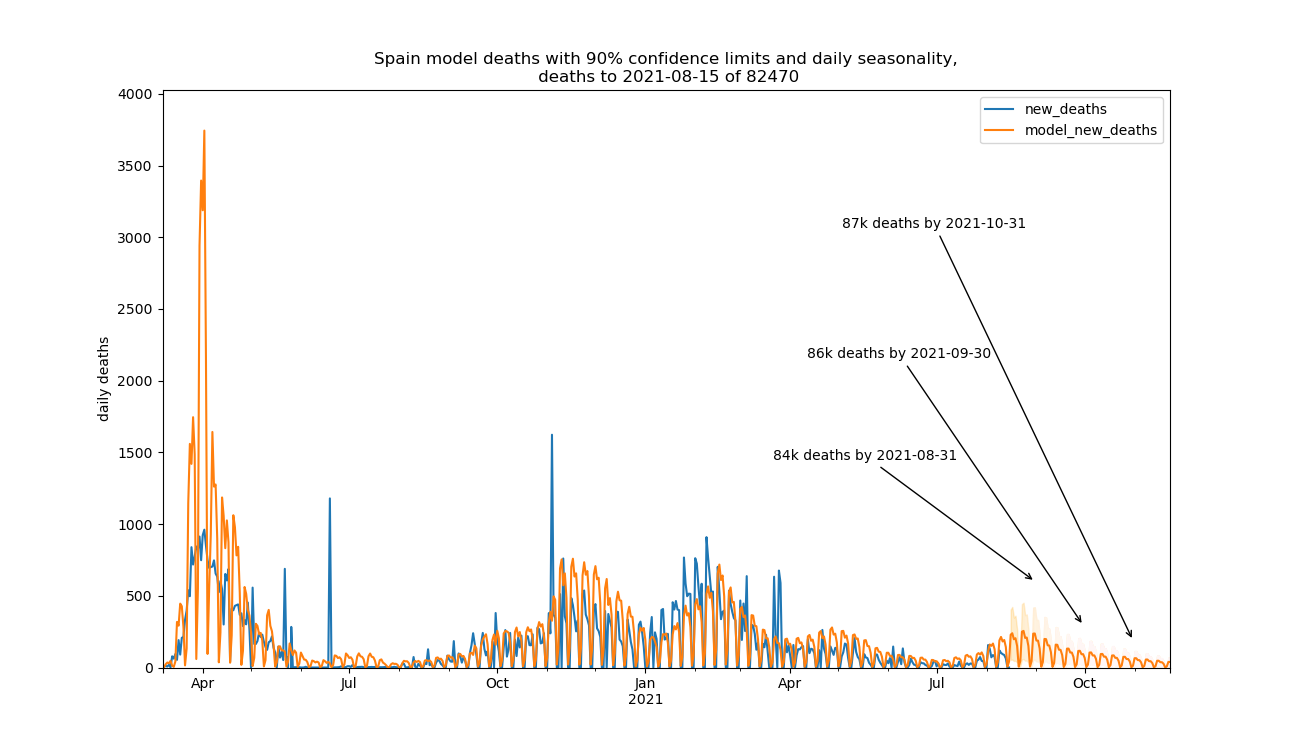 Spain model deaths with 90% confidence limits and daily seasonality,
deaths to 2021-08-15 of 82470
4000
new_deaths
model_new_deaths
3500
87k deaths by 2021-10-31
3000
2500
86k deaths by 2021-09-30
daily deaths
2000
1500
84k deaths by 2021-08-31
1000
500
0
Apr Jul Oct Jan Apr Jul Oct
2021